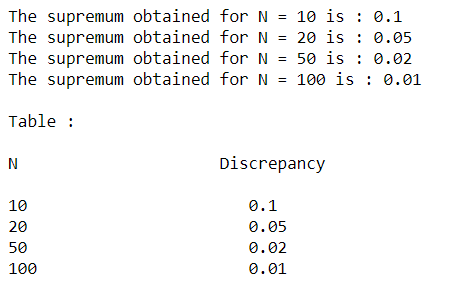 The supremum obtained for N = 10 is : 0.1
The supremum obtained for N = 20 is : 0.05
The supremum obtained for N = 50 is : 0.02
The supremum obtained for N = 100 is : 0.01
Table :
N Discrepancy
10 0.1
20 0.05
50 0.02
100 0.01